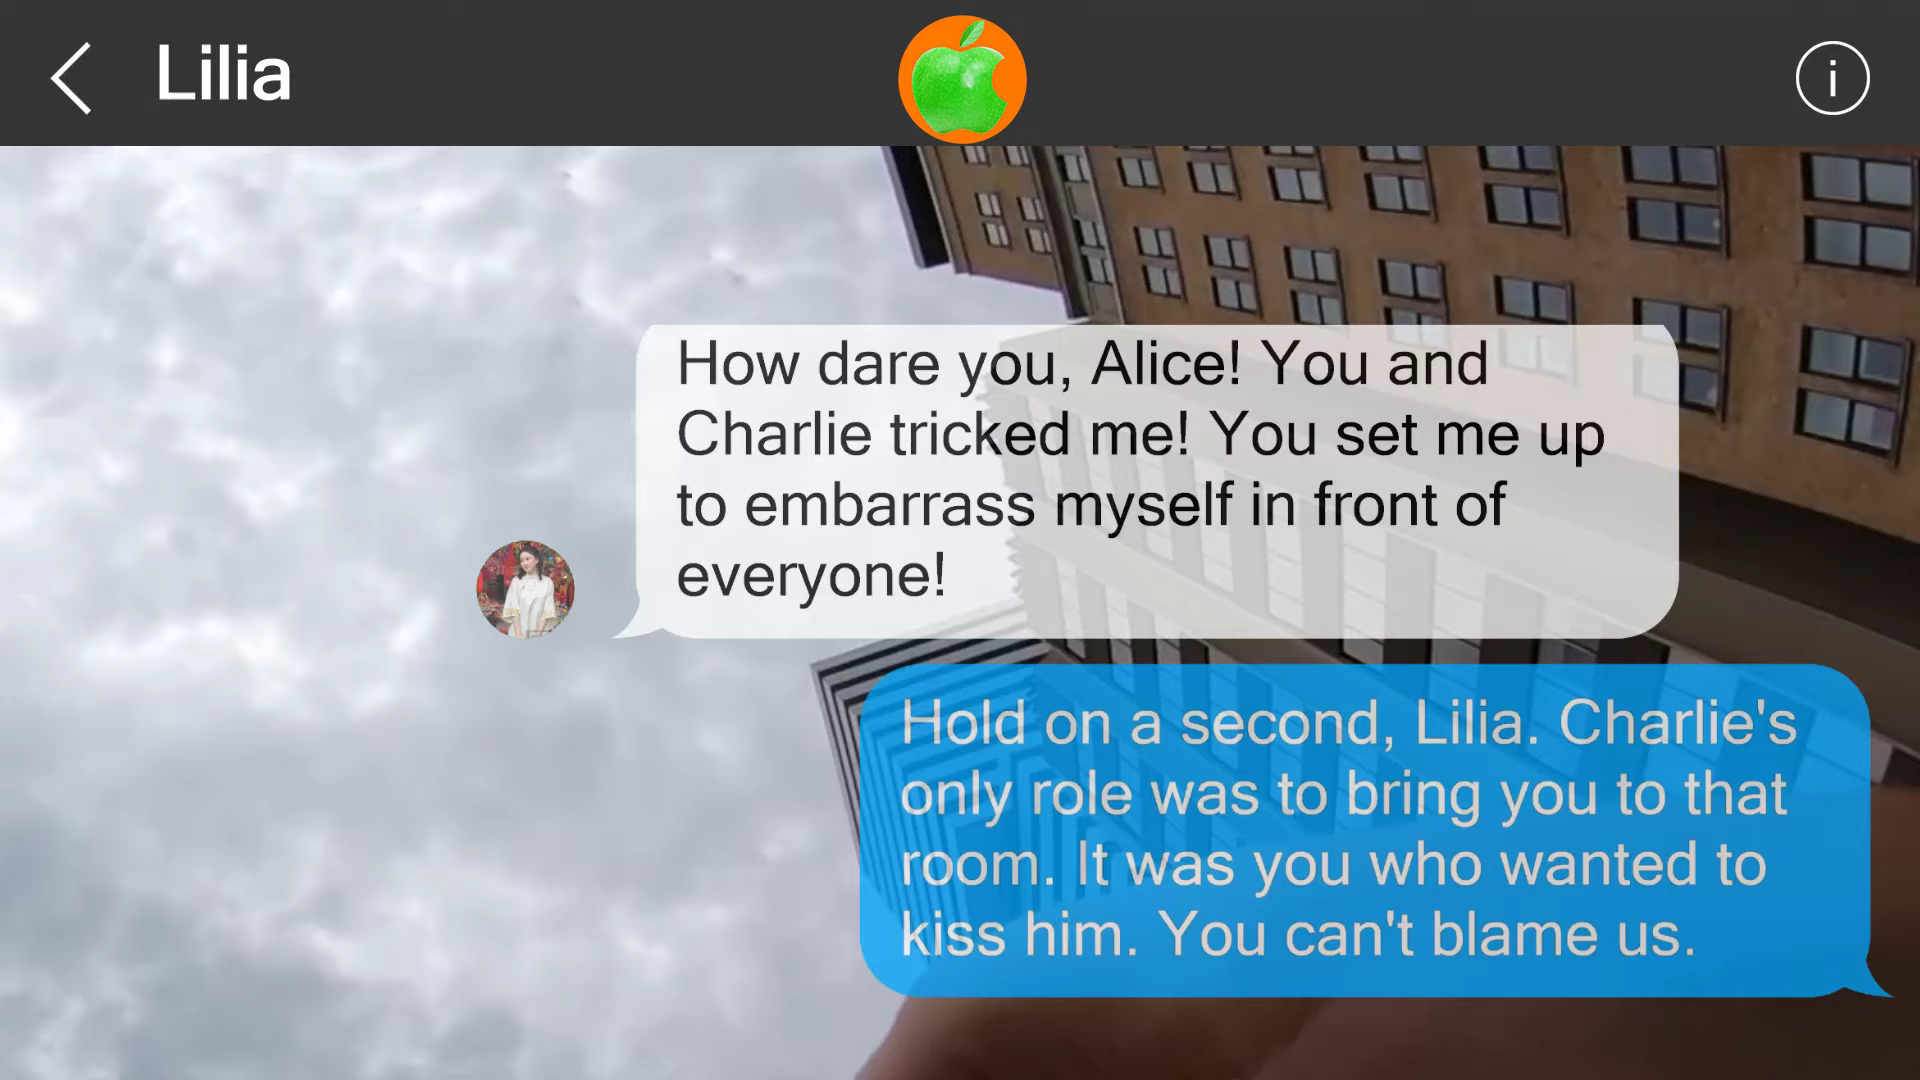 Lilia
How dare you, Alice! You and
Charlie tricked me! You set me up
to embarrass myself in front of
everyone!
Hold on a second, Lilia. Charlie's
only role was to bring you to that
room. It was you who wanted to
kiss him. You can't blame us.